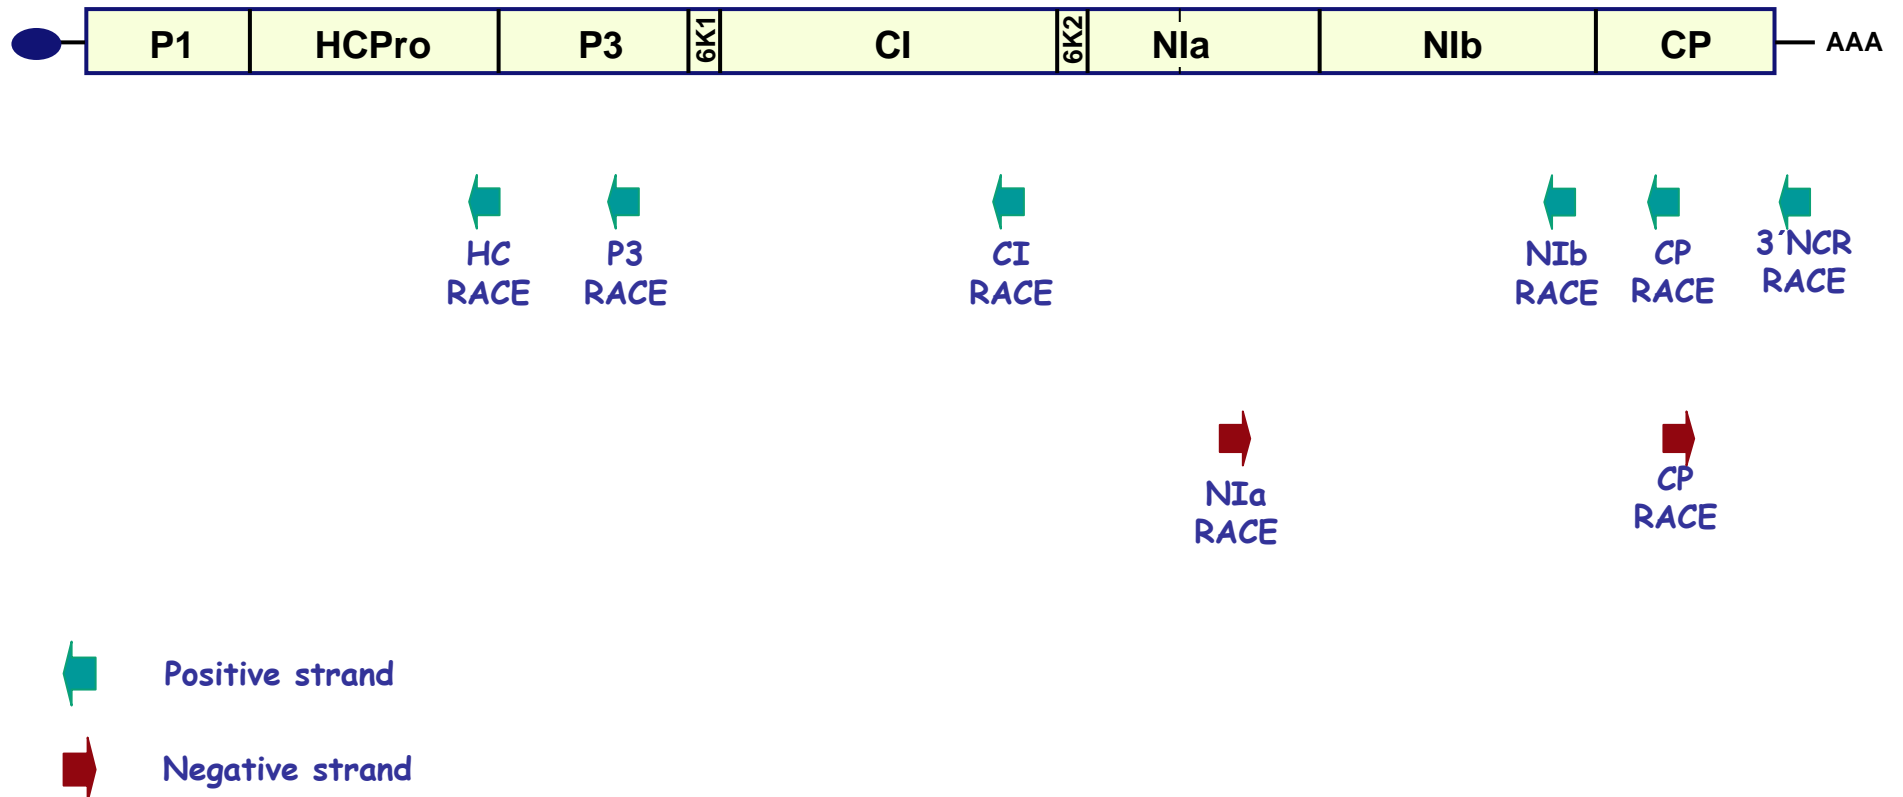 P1 HCPro P3 6K1 CI 6K2 NIa NIb CP AAA
HC
RACE
P3
RACE
CI
RACE
NIb
RACE
CP
RACE
3´NCR
RACE
NIa
RACE
CP
RACE
Positive strand
Negative strand